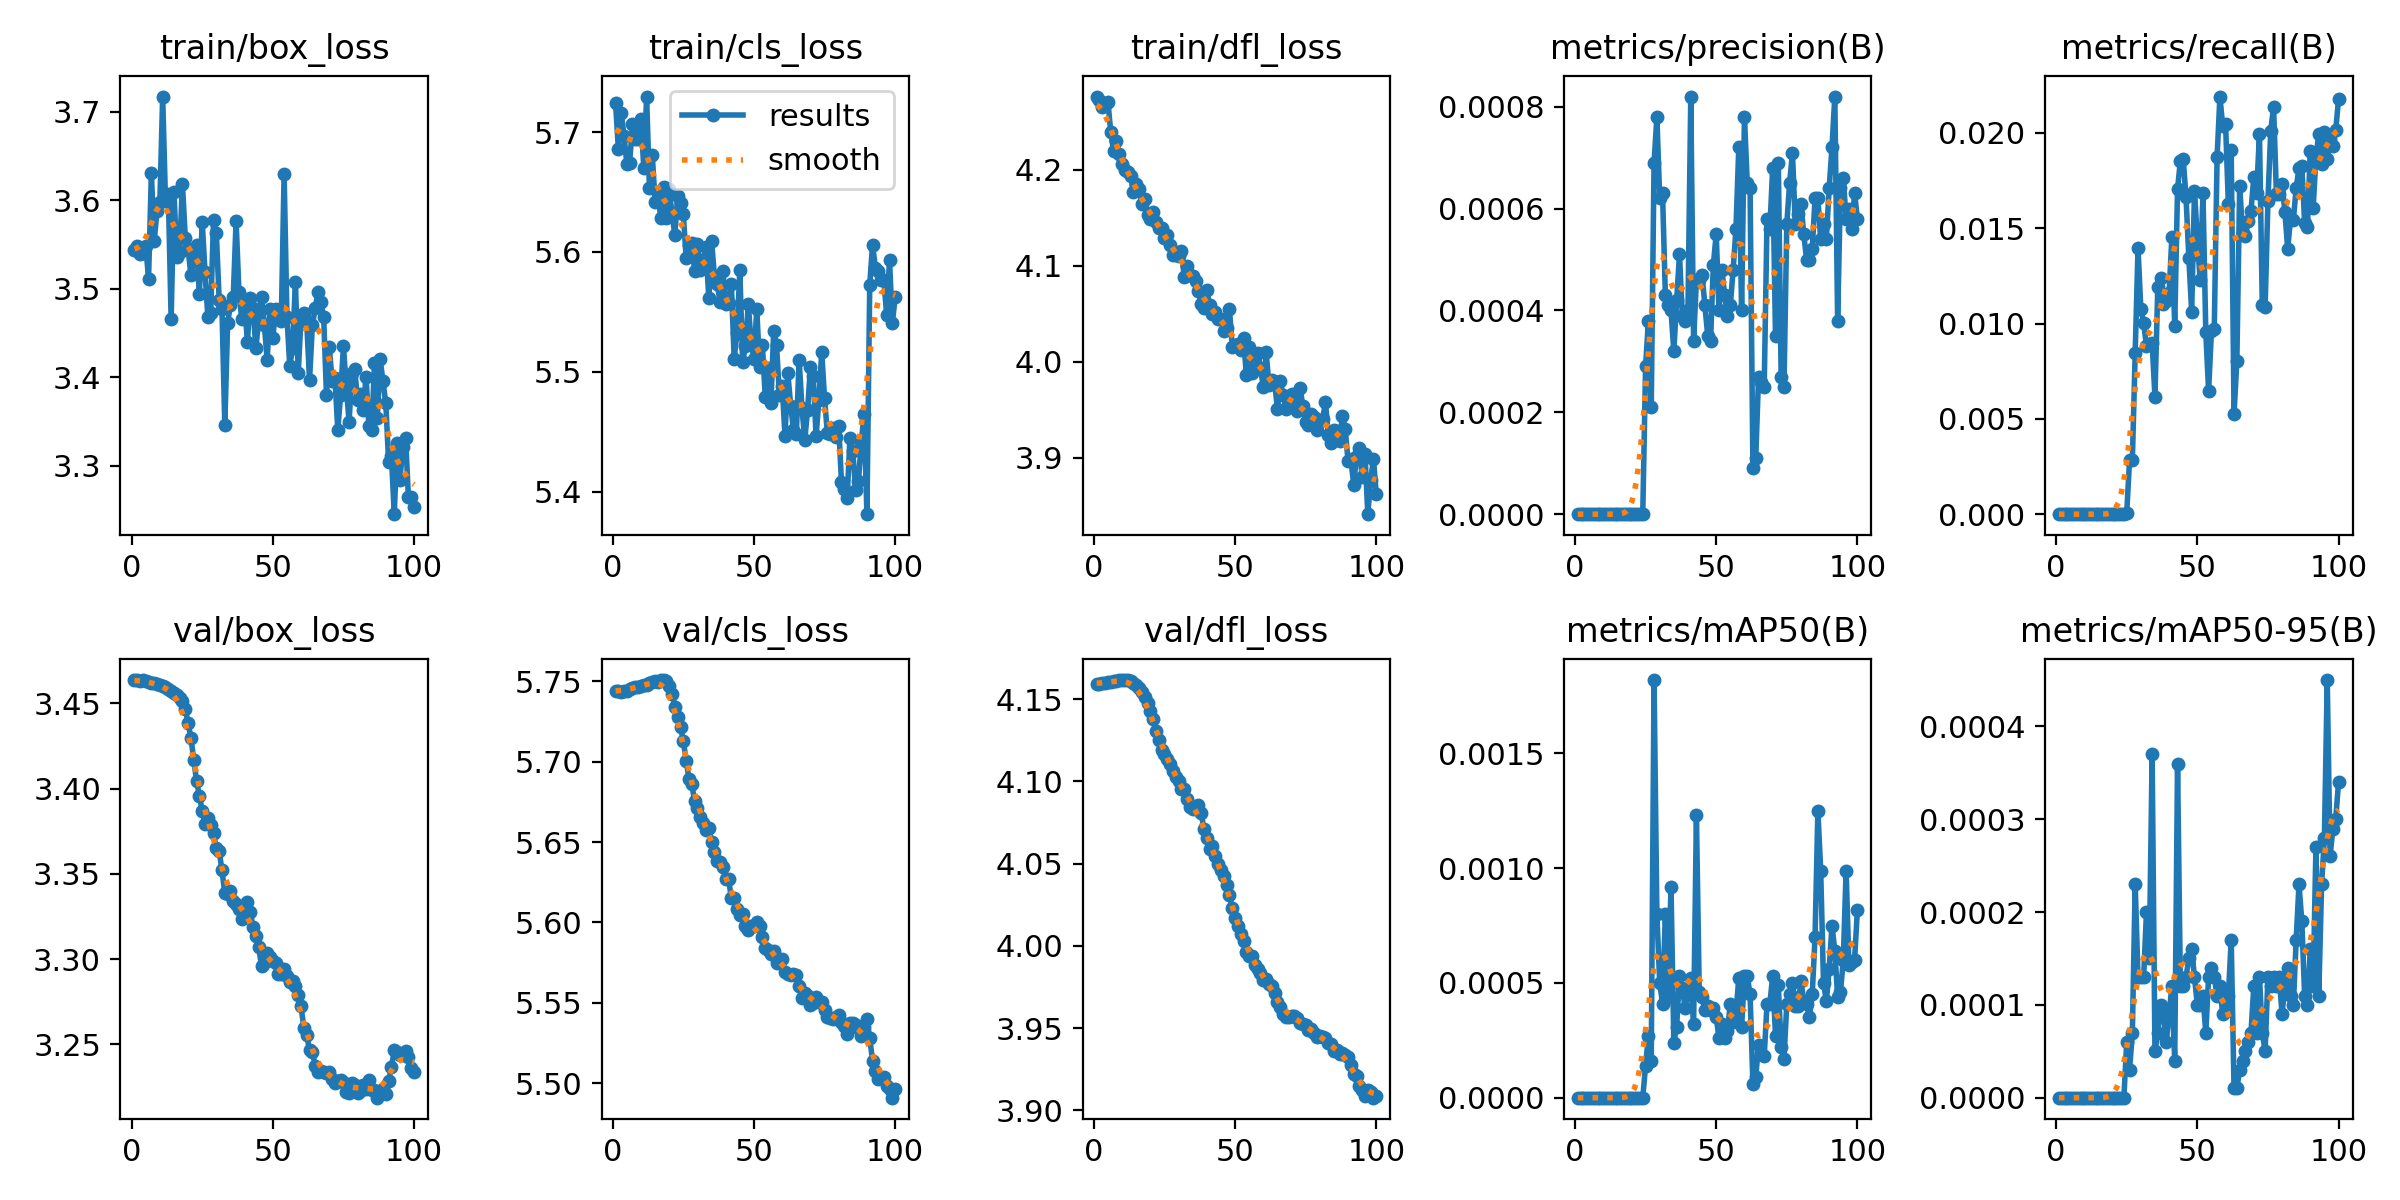 train/box_loss
3.7
3.6
3.5
3.4
3.3
0 50 100
train/cls_loss
results
smooth
5.7
5.6
5.5
5.4
0 50 100
train/dfl_loss
4.2
4.1
4.0
3.9
0 50 100
metrics/precision(B)
0.0008
0.0006
0.0004
0.0002
0.0000
0 50 100
metrics/recall(B)
0.020
0.015
0.010
0.005
0.000
0 50 100
val/box_loss
3.45
3.40
3.35
3.30
3.25
0 50 100
val/cls_loss
5.75
5.70
5.65
5.60
5.55
5.50
0 50 100
val/dfl_loss
4.15
4.10
4.05
4.00
3.95
3.90
0 50 100
metrics/mAP50(B)
0.0015
0.0010
0.0005
0.0000
0 50 100
metrics/mAP50-95(B)
0.0004
0.0003
0.0002
0.0001
0.0000
0 50 100